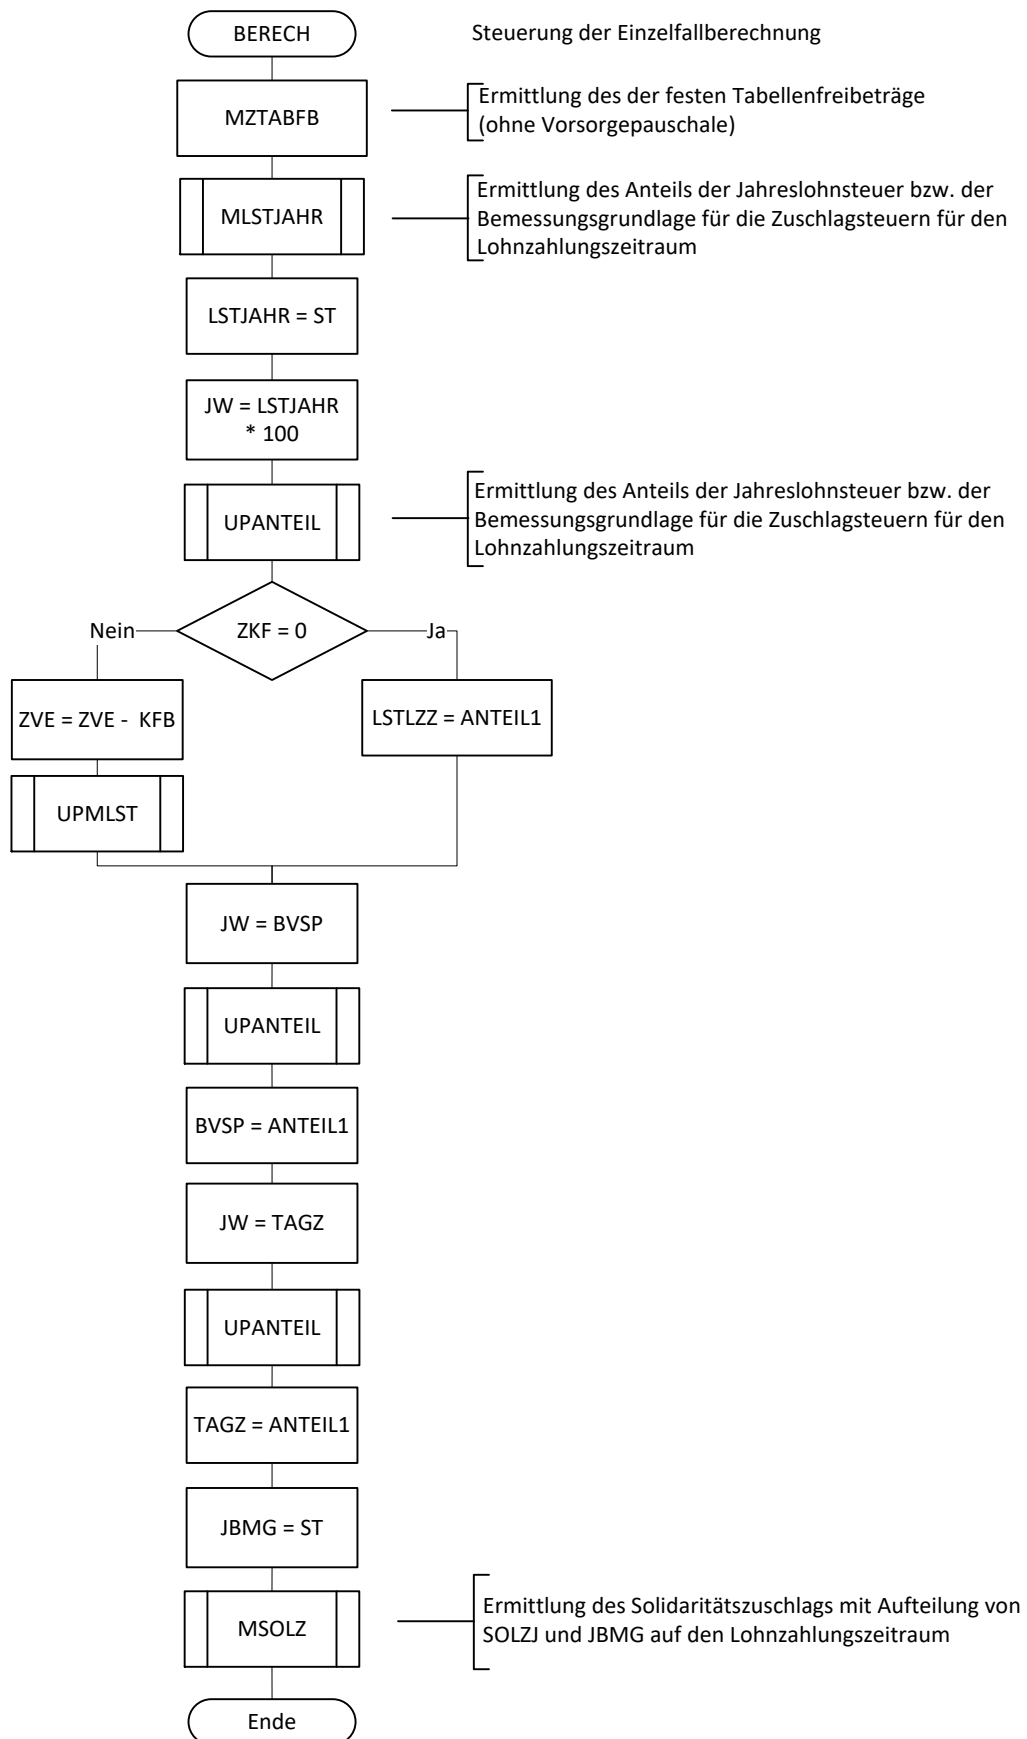 BERECH
Steuerung der Einzelfallberechnung
MZTABFB
Ermittlung des der festen Tabellenfreibeträge
(ohne Vorsorgepauschale)
MLSTJAHR
Ermittlung des Anteils der Jahreslohnsteuer bzw. der
Bemessungsgrundlage für die Zuschlagsteuern für den
Lohnzahlungszeitraum
LSTJAHR = ST
JW = LSTJAHR
* 100
UPANTEIL
Ermittlung des Anteils der Jahreslohnsteuer bzw. der
Bemessungsgrundlage für die Zuschlagsteuern für den
Lohnzahlungszeitraum
Nein
ZKF = 0
Ja
ZVE = ZVE - KFB
LSTLZZ = ANTEIL1
UPMLST
JW = BVSP
UPANTEIL
BVSP = ANTEIL1
JW = TAGZ
UPANTEIL
TAGZ = ANTEIL1
JBMG = ST
MSOLZ
Ermittlung des Solidaritätszuschlags mit Aufteilung von
SOLZJ und JBMG auf den Lohnzahlungszeitraum
Ende